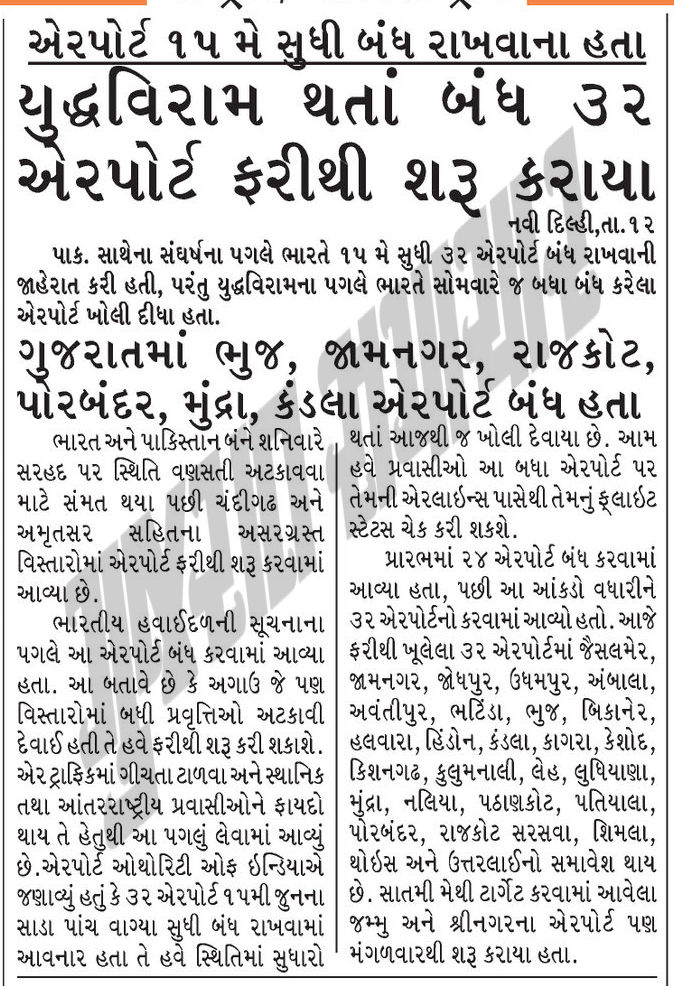 એરપોર્ટ ૧૫ મે સુધી બંધ રાખવાના હતા
યુદ્ધવિરામ થતાં બંધ ૩૨
એરપોર્ટ ફરીથી શરૂ કરાયા
નવી દિલ્હી,તા.૧૨
પાક. સાથેના સંઘર્ષના પગલે ભારતે ૧૫ મે સુધી ૩૨ એરપોર્ટ બંધ રાખવાની
જાહેરાત કરી હતી, પરંતુ યુદ્ધવિરામના પગલે ભારતે સોમવારે જ બધા બંધ કરેલા
એરપોર્ટ ખોલી દીધા હતા.
ગુજરાતમાં ભુજ, જામનગર, રાજકોટ,
પોરબંદર, મુંદ્રા, કંડલા એરપોર્ટ બંધ હતા
ભારત અને પાકિસ્તાન બંને શનિવારે
સરહદ પર સ્થિતિ વણસતી અટકાવવા
માટે સંમત થયા પછી ચંદીગઢ અને
અમૃતસર સહિતના અસરગ્રસ્ત
વિસ્તારોમાં એરપોર્ટ ફરીથી શરૂ કરવામાં
આવ્યા છે.
ભારતીય હવાઈદળની સૂચનાના
પગલે આ એરપોર્ટ બંધ કરવામાં આવ્યા
હતા. આ બતાવે છે કે અગાઉ જે પણ
વિસ્તારોમાં બધી પ્રવૃત્તિઓ અટકાવી
દેવાઈ હતી તે હવે ફરીથી શરૂ કરી શકાશે.
એર ટ્રાફિકમાં ગીચતા ટાળવા અને સ્થાનિક
તથા આંતરરાષ્ટ્રીય પ્રવાસીઓને ફાયદો
થાય તે હેતુથી આ પગલું લેવામાં આવ્યું
છે.એરપોર્ટ ઓથોરિટી ઓફ ઇન્ડિયાએ
જણાવ્યું હતું કે ૩૨ એરપોર્ટ ૧૫મી જુનના
સાડા પાંચ વાગ્યા સુધી બંધ રાખવામાં
આવનાર હતા તે હવે સ્થિતિમાં સુધારો
થતાં આજથી જ ખોલી દેવાયા છે. આમ
હવે પ્રવાસીઓ આ બધા એરપોર્ટ પર
તેમની એરલાઇન્સ પાસેથી તેમનું ફ્લાઇટ
સ્ટેટસ ચેક કરી શકશે.
પ્રારભમાં ૨૪ એરપોર્ટ બંધ કરવામાં
આવ્યા હતા, પછી આ આંકડો વધારીને
૩૨ એરપોર્ટનો કરવામાં આવ્યો હતો. આજે
ફરીથી ખૂલેલા ૩૨ એરપોર્ટમાં જૈસલમેર,
જામનગર, જોધપુર, ઉધમપુર, અંબાલા,
અવંતીપુર, ભટિંડા, ભુજ, બિકાનેર,
હલવારા, હિંડોન, કંડલા, કાગરા, કેશોદ,
કિશનગઢ, કુલુમનાલી, લેહ, લુધિયાણા,
મુંદ્રા, નલિયા, પઠાણકોટ, પતિયાલા,
પોરબંદર, રાજકોટ સરસવા, શિમલા,
થોઇસ અને ઉત્તરલાઈનો સમાવેશ થાય
છે. સાતમી મેથી ટાર્ગેટ કરવામાં આવેલા
જમ્મુ અને શ્રીનગરના એરપોર્ટ પણ
મંગળવારથી શરૂ કરાયા હતા.
ગુજરાત સમાચાર